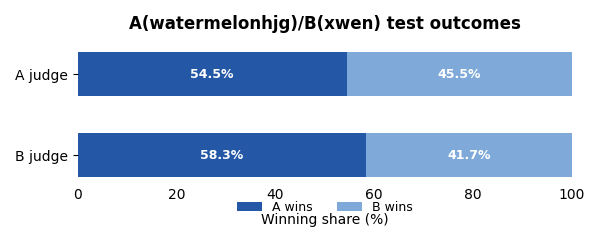 A(watermelonhjg)/B(xwen) test outcomes
A judge
54.5%
45.5%
B judge
58.3%
41.7%
0 20 40 60 80 100
A wins B wins
Winning share (%)